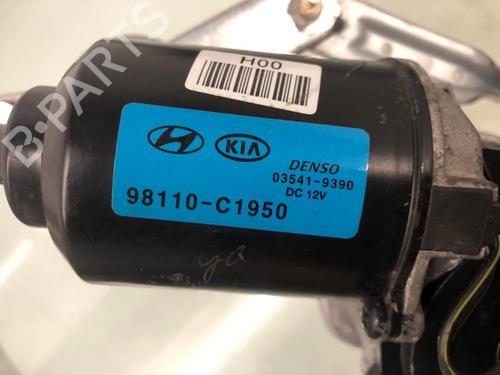 B-PARTS
H00
KIA
DENSO
03541-9390
DC 12V
98110-C1950